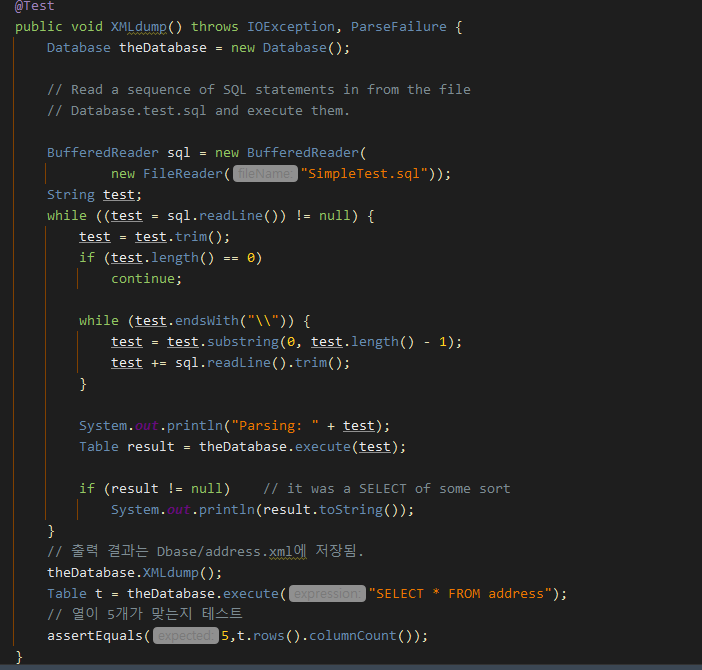 @Test
public void XMLdump() throws IOException, ParseFailure {
Database theDatabase = new Database();
// Read a sequence of SQL statements in from the file
// Database.test.sql and execute them.
BufferedReader sql = new BufferedReader(
new FileReader( fileName: "SimpleTest.sql"));
String test;
while ((test = sql.readLine()) != null) {
test = test.trim();
if (test.length() == 0)
continue;
while (test.endsWith("\\")) {
test = test.substring(0, test.length() - 1);
test += sql.readLine().trim();
}
System.out.println("Parsing: " + test);
Table result = theDatabase.execute(test);
if (result != null)    // it was a SELECT of some sort
System.out.println(result.toString());
}
// 출력 결과는 Dbase/address.xml에 저장됨.
theDatabase.XMLdump();
Table t = theDatabase.execute( expression: "SELECT * FROM address");
// 열이 5개가 맞는지 테스트
assertEquals( expected: 5,t.rows().columnCount());
}